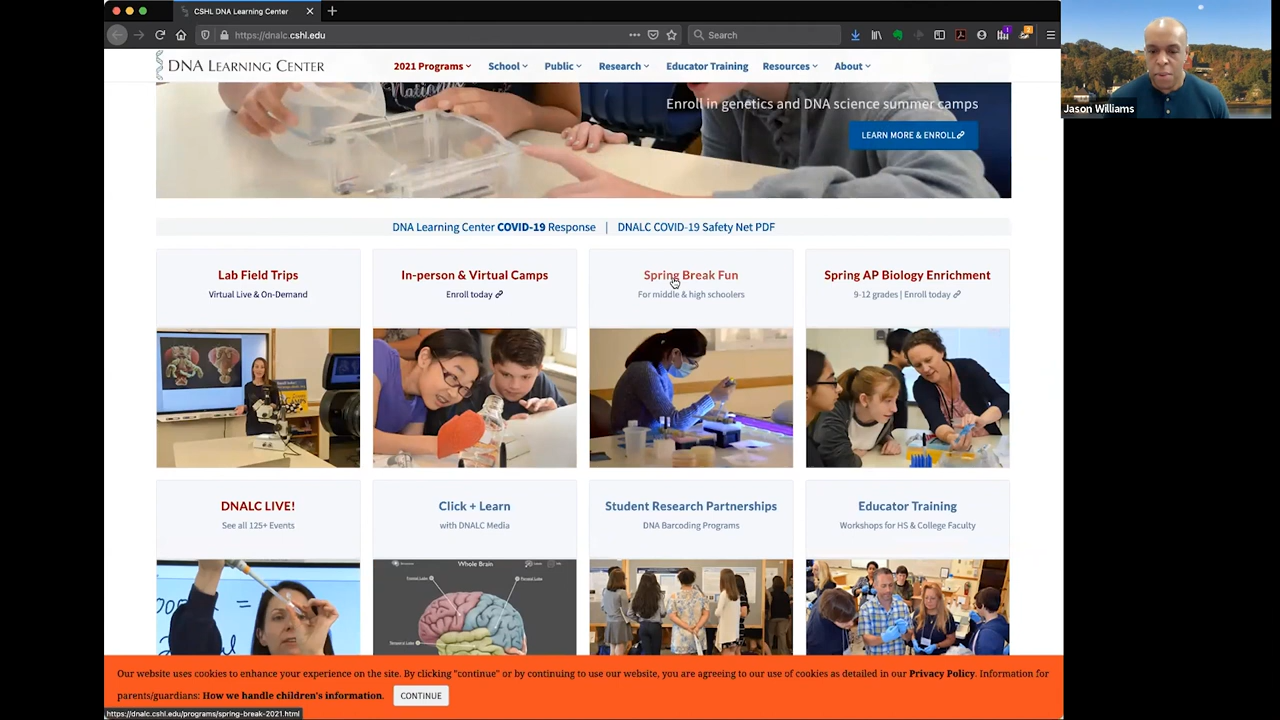 CSHL DNA Learning Center
https://dnalc.cshl.edu
Search
DNA LEARNING CENTER
2021 Programs School Public Research Educator Training Resources About
Enroll in genetics and DNA science summer camps
LEARN MORE & ENROLL
Jason Williams
DNA Learning Center COVID-19 Response | DNALC COVID-19 Safety Net PDF
Lab Field Trips
Virtual Live & On-Demand
In-person & Virtual Camps
Enroll today
Spring Break Fun
For middle & high schoolers
Spring AP Biology Enrichment
9-12 grades | Enroll today
DNALC LIVE!
See all 125+ Events
Click + Learn
with DNALC Media
Student Research Partnerships
DNA Barcoding Programs
Educator Training
Workshops for HS & College Faculty
Whole Brain
Our website uses cookies to enhance your experience on the site. By clicking "continue" or by continuing to use our website, you are agreeing to our use of cookies as detailed in our Privacy Policy. Information for
parents/guardians: How we handle children's information. CONTINUE
https://dnalc.cshl.edu/programs/spring-break-2021.html